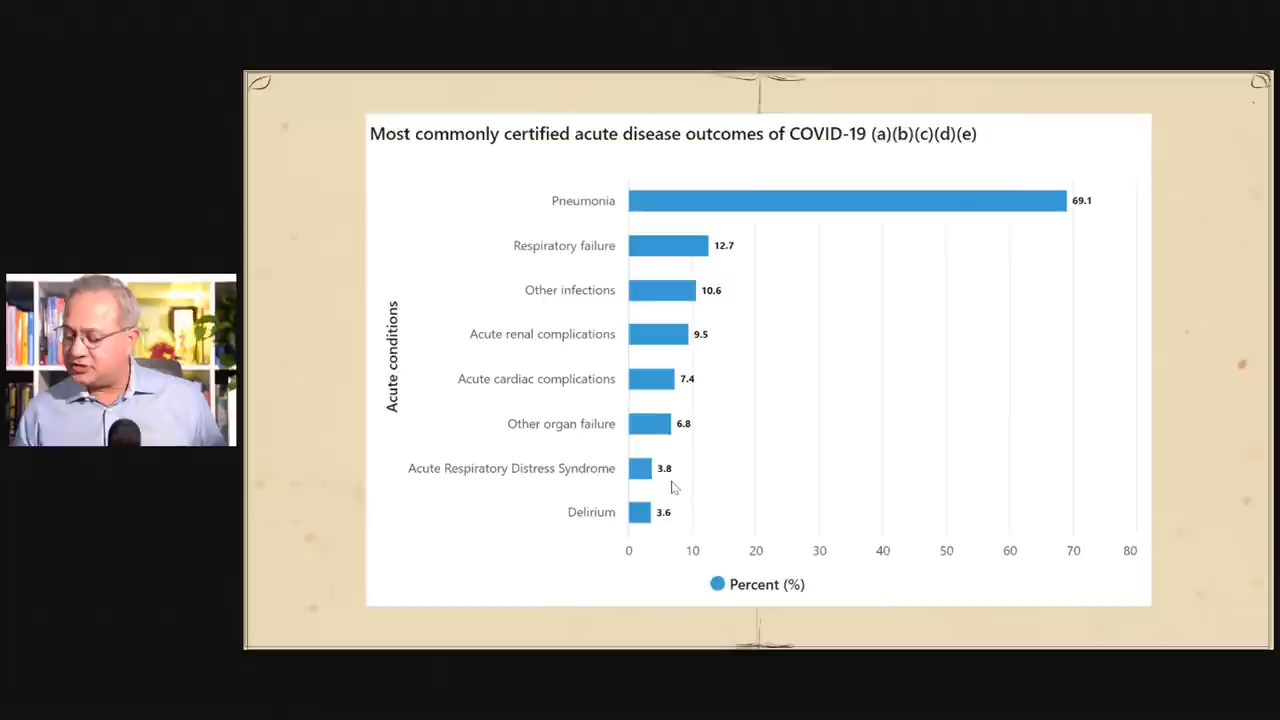 Most commonly certified acute disease outcomes of COVID-19 (a)(b)(c)(d)(e)
Acute conditions
Pneumonia 69.1
Respiratory failure 12.7
Other infections 10.6
Acute renal complications 9.5
Acute cardiac complications 7.4
Other organ failure 6.8
Acute Respiratory Distress Syndrome 3.8
Delirium 3.6
0 10 20 30 40 50 60 70 80
Percent (%)